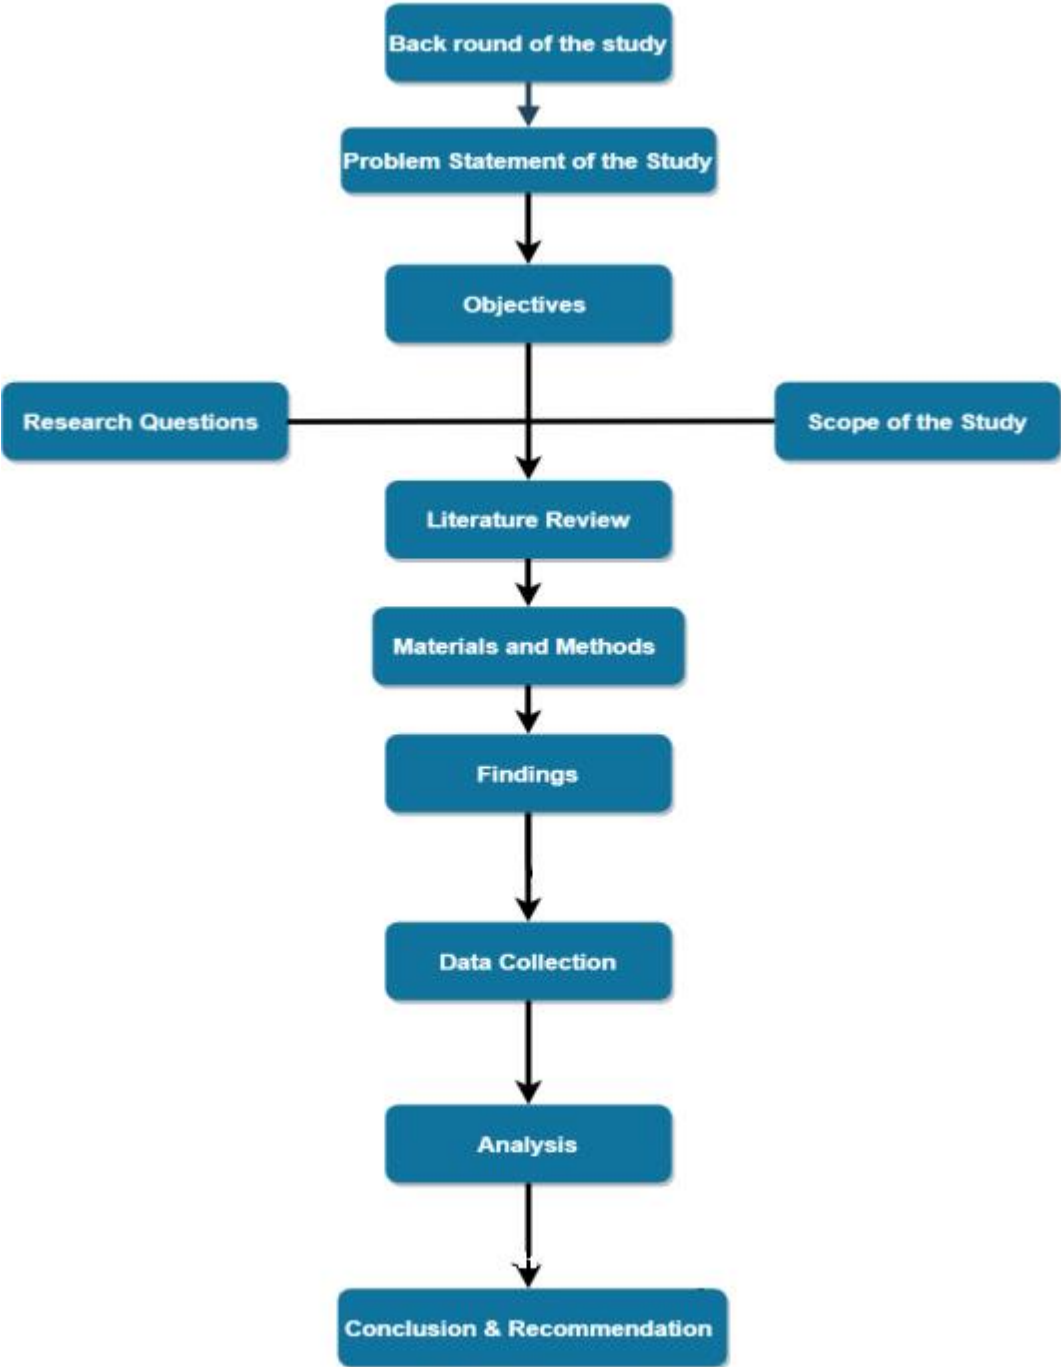 Back round of the study
Problem Statement of the Study
Objectives
Research Questions
Scope of the Study
Literature Review
Materials and Methods
Findings
Data Collection
Analysis
Conclusion & Recommendation